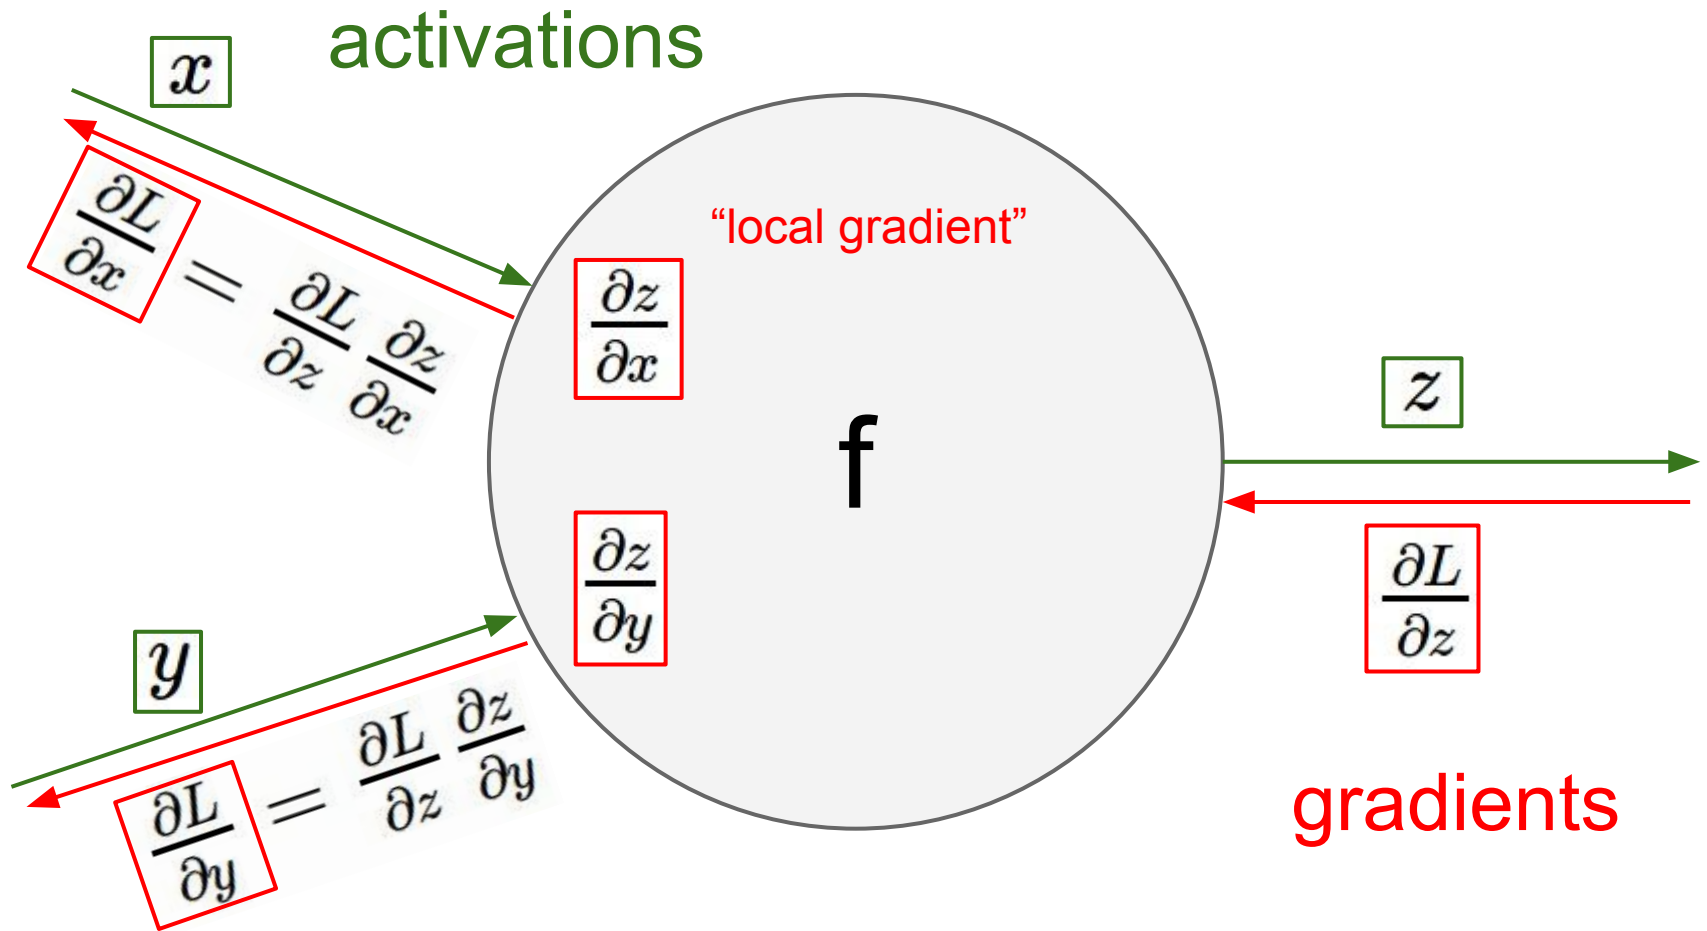 activations
x
∂L/∂x = ∂L/∂z ∂z/∂x
“local gradient”
∂z/∂x
f
z
∂z/∂y
∂L/∂z
y
∂L/∂y = ∂L/∂z ∂z/∂y
gradients